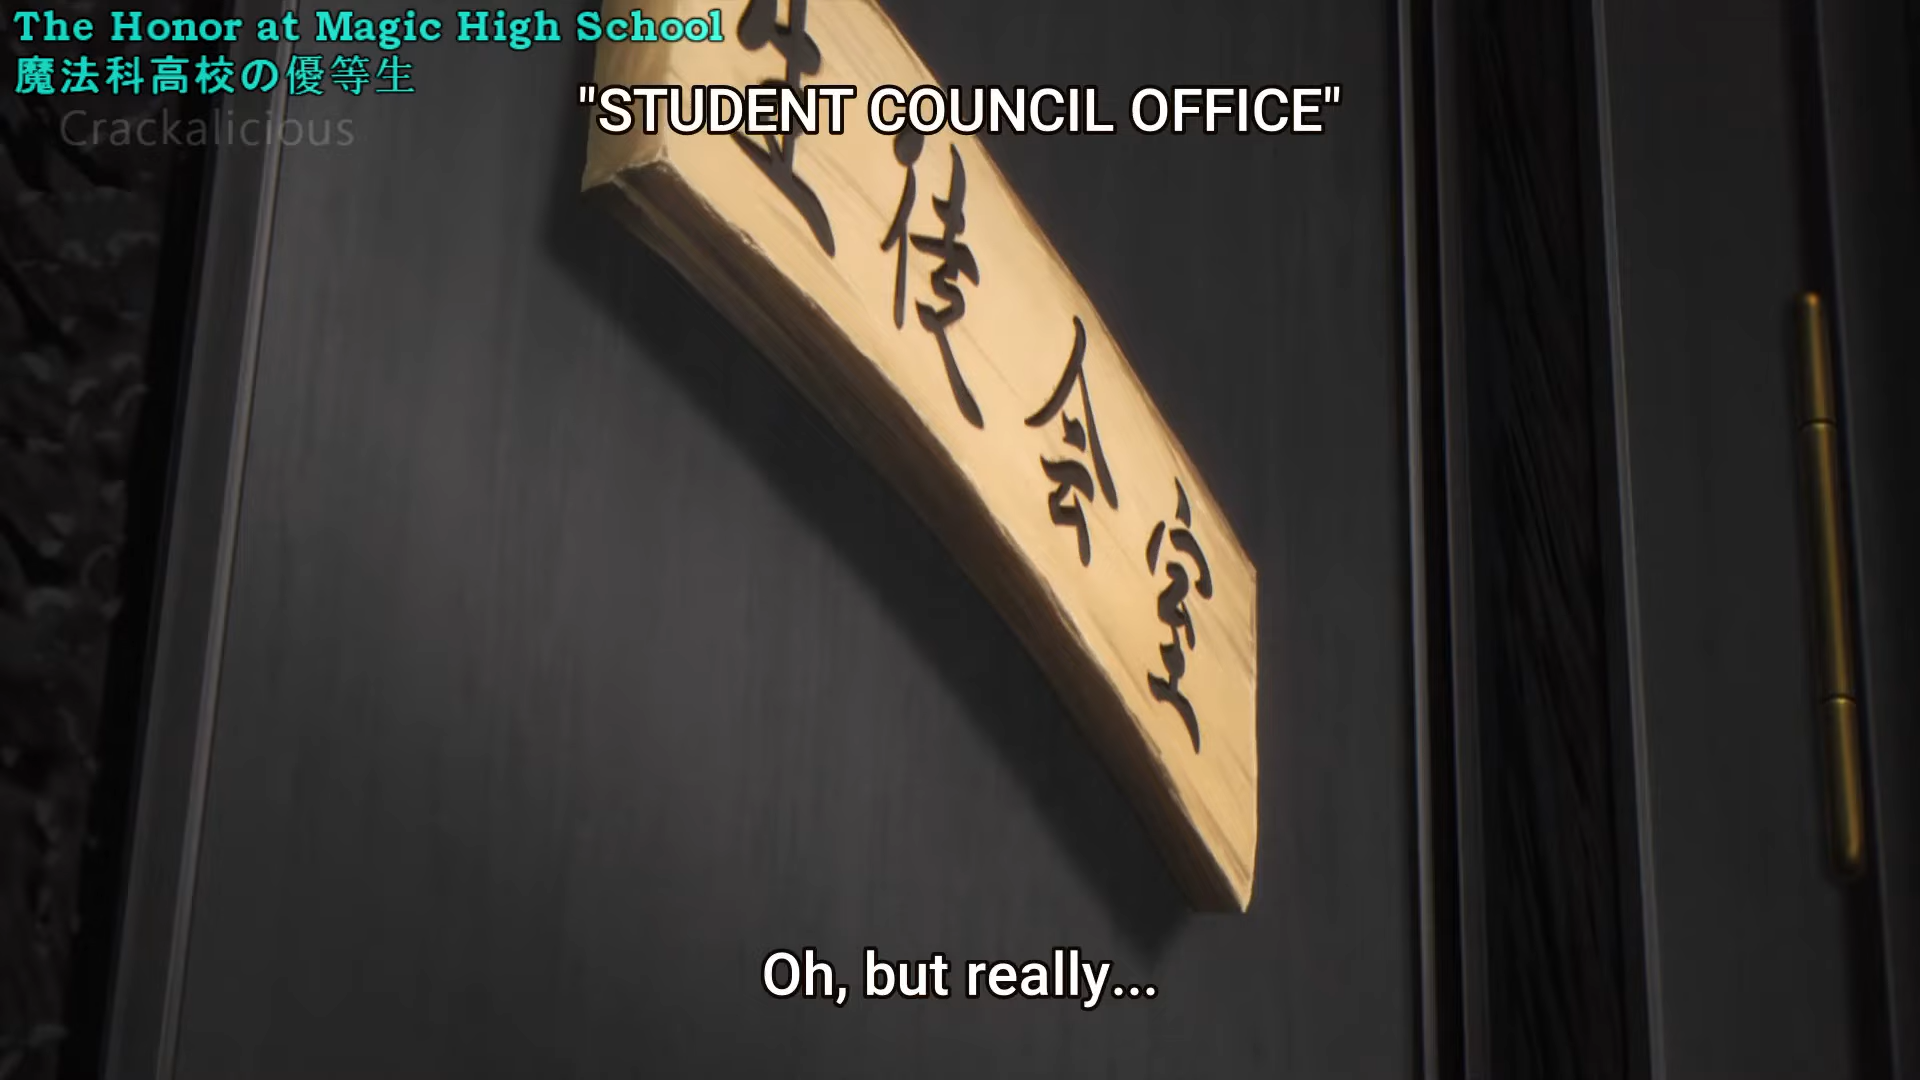 The Honor at Magic High School
魔法科高校の優等生
Crackalicious
"STUDENT COUNCIL OFFICE"
生徒会室
Oh, but really...